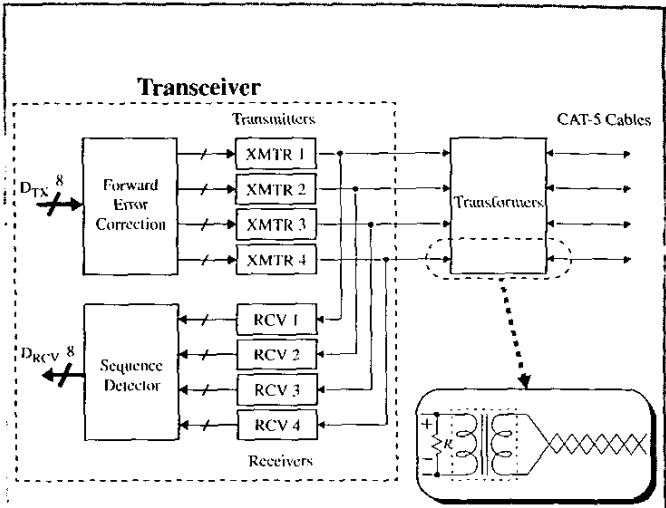 Transceiver
Transmitters
CAT-5 Cables
D_TX 8
Forward
Error
Correction
XMTR 1
XMTR 2
XMTR 3
XMTR 4
Transformers
D_RCV 8
Sequence
Detector
RCV 1
RCV 2
RCV 3
RCV 4
Receivers
+
R
−